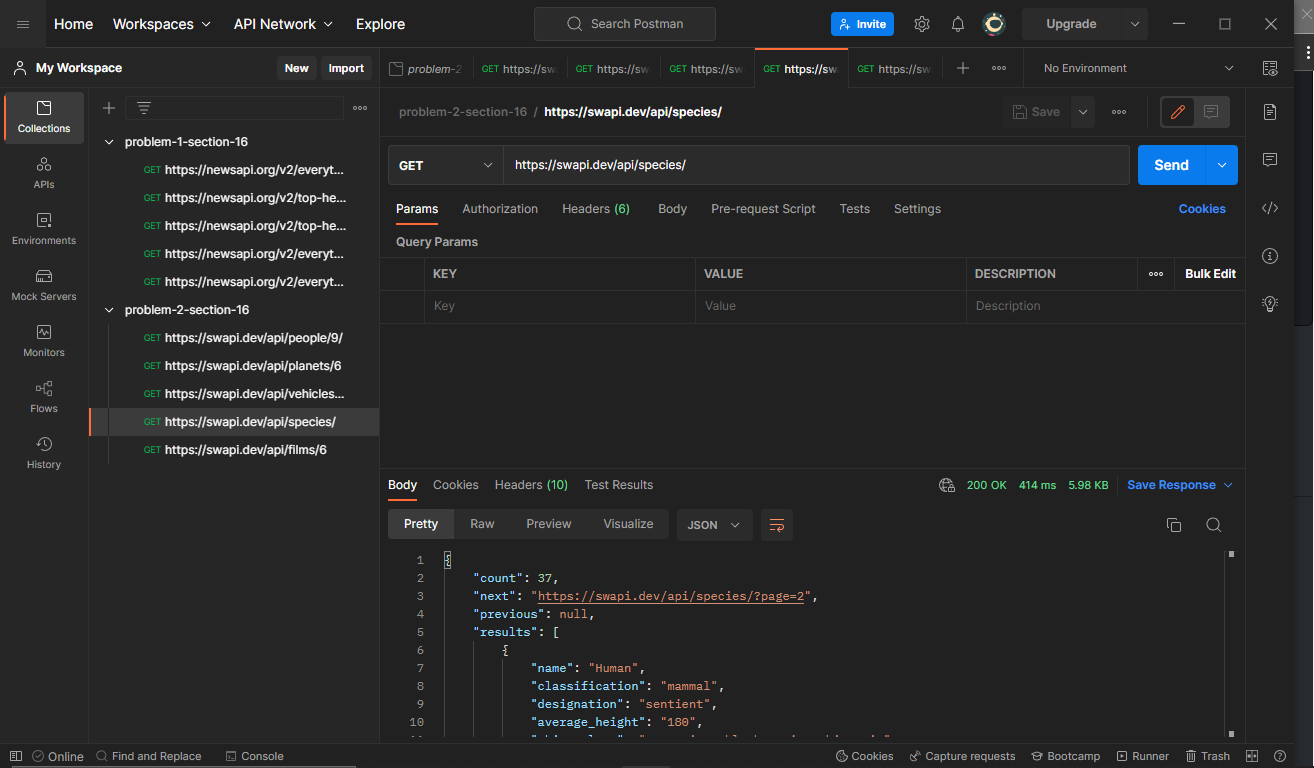 Home Workspaces API Network Explore Search Postman Invite Upgrade
My Workspace New Import problem-2 GET https://sw GET https://sw GET https://sw GET https://sw GET https://sw No Environment
Collections
APIs
Environments
Mock Servers
Monitors
Flows
History
problem-1-section-16
GET https://newsapi.org/v2/everyt...
GET https://newsapi.org/v2/top-he...
GET https://newsapi.org/v2/top-he...
GET https://newsapi.org/v2/everyt...
GET https://newsapi.org/v2/everyt...
problem-2-section-16
GET https://swapi.dev/api/people/9/
GET https://swapi.dev/api/planets/6
GET https://swapi.dev/api/vehicles...
GET https://swapi.dev/api/species/
GET https://swapi.dev/api/films/6
problem-2-section-16 / https://swapi.dev/api/species/ Save
GET https://swapi.dev/api/species/ Send
Params Authorization Headers (6) Body Pre-request Script Tests Settings Cookies
Query Params
KEY VALUE DESCRIPTION Bulk Edit
Key Value Description
Body Cookies Headers (10) Test Results 200 OK 414 ms 5.98 KB Save Response
Pretty Raw Preview Visualize JSON
1 {
2 "count": 37,
3 "next": "https://swapi.dev/api/species/?page=2",
4 "previous": null,
5 "results": [
6 {
7 "name": "Human",
8 "classification": "mammal",
9 "designation": "sentient",
10 "average_height": "180",
Online Find and Replace Console Cookies Capture requests Bootcamp Runner Trash